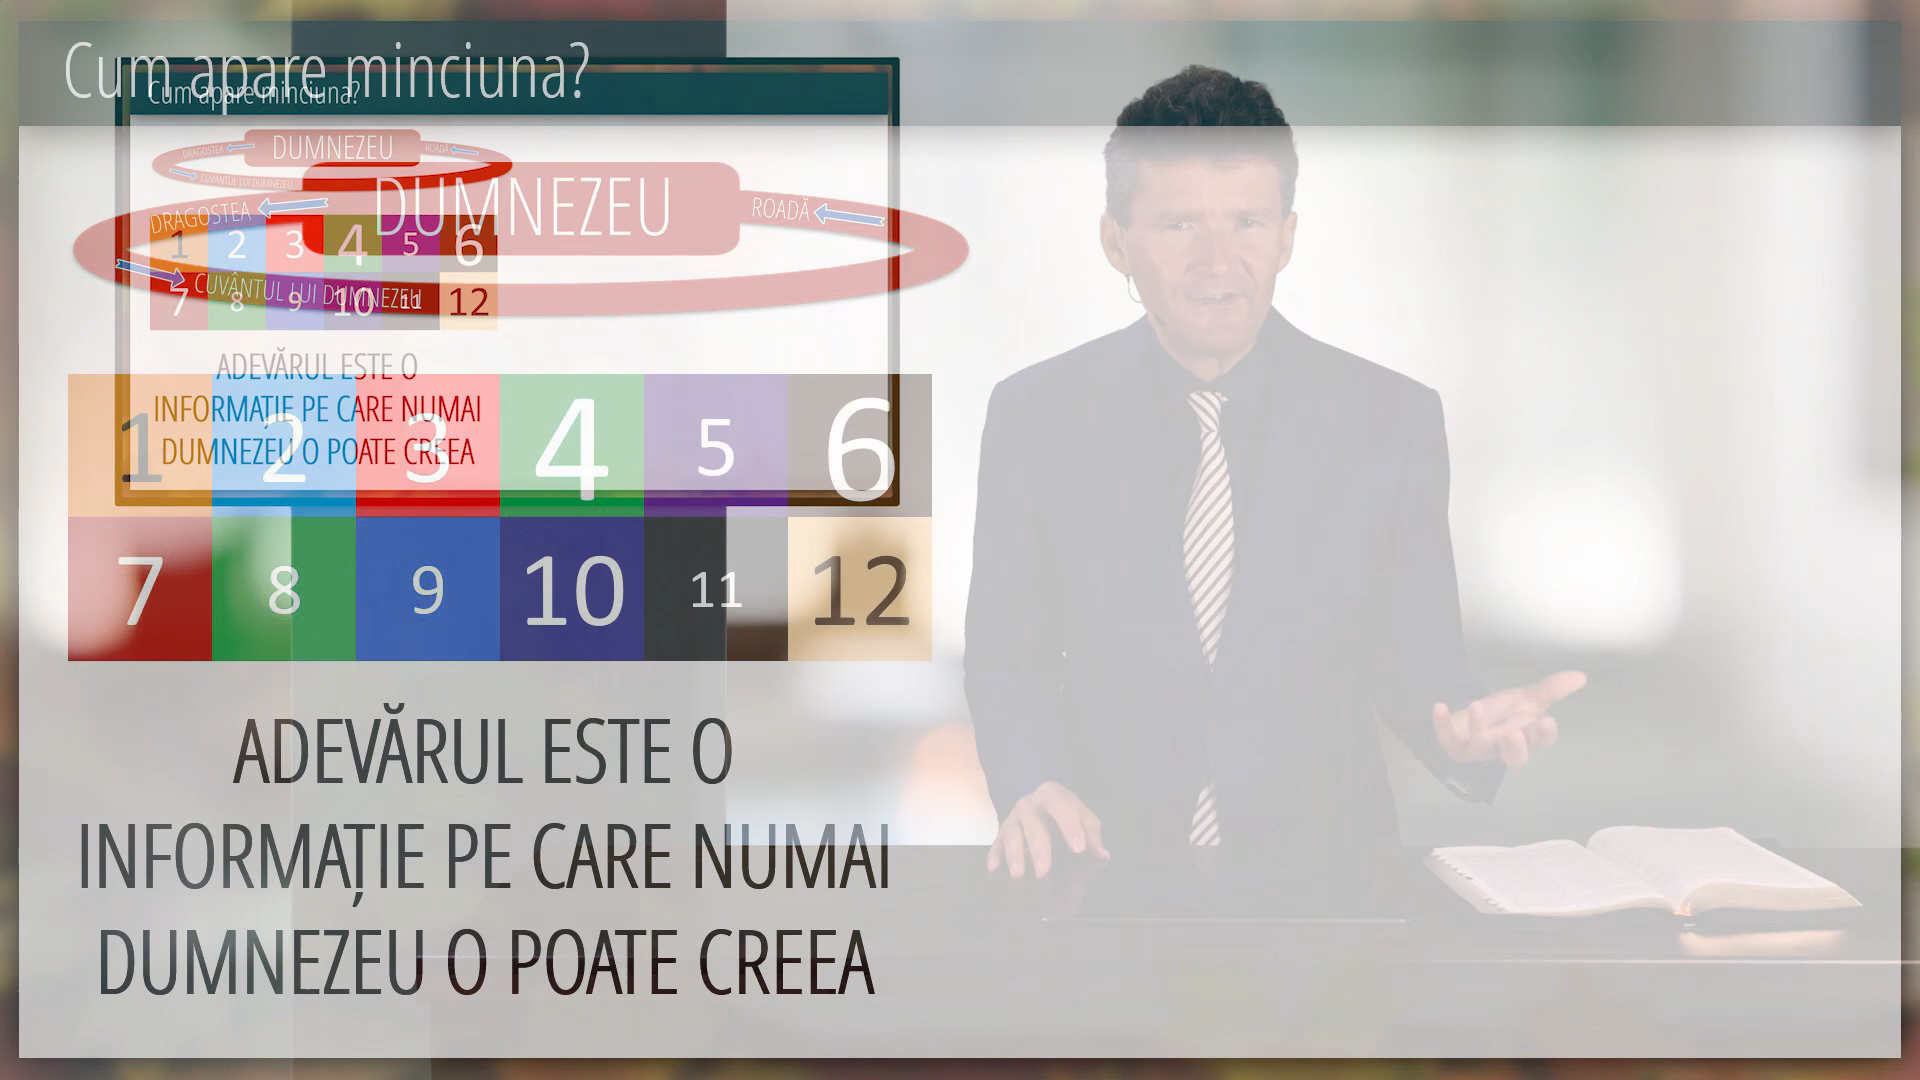 Cum apare minciuna?
Cum apare minciuna?
DUMNEZEU
DRAGOSTEA
ROADĂ
CUVÂNTUL LUI DUMNEZEU
1 2 3 4 5 6
7 8 9 10 11 12
ADEVĂRUL ESTE O
INFORMAȚIE PE CARE NUMAI
DUMNEZEU O POATE CREEA
DUMNEZEU
DRAGOSTEA
ROADĂ
CUVÂNTUL LUI DUMNEZEU
1 2 3 4 5 6
7 8 9 10 11 12
ADEVĂRUL ESTE O
INFORMAȚIE PE CARE NUMAI
DUMNEZEU O POATE CREEA